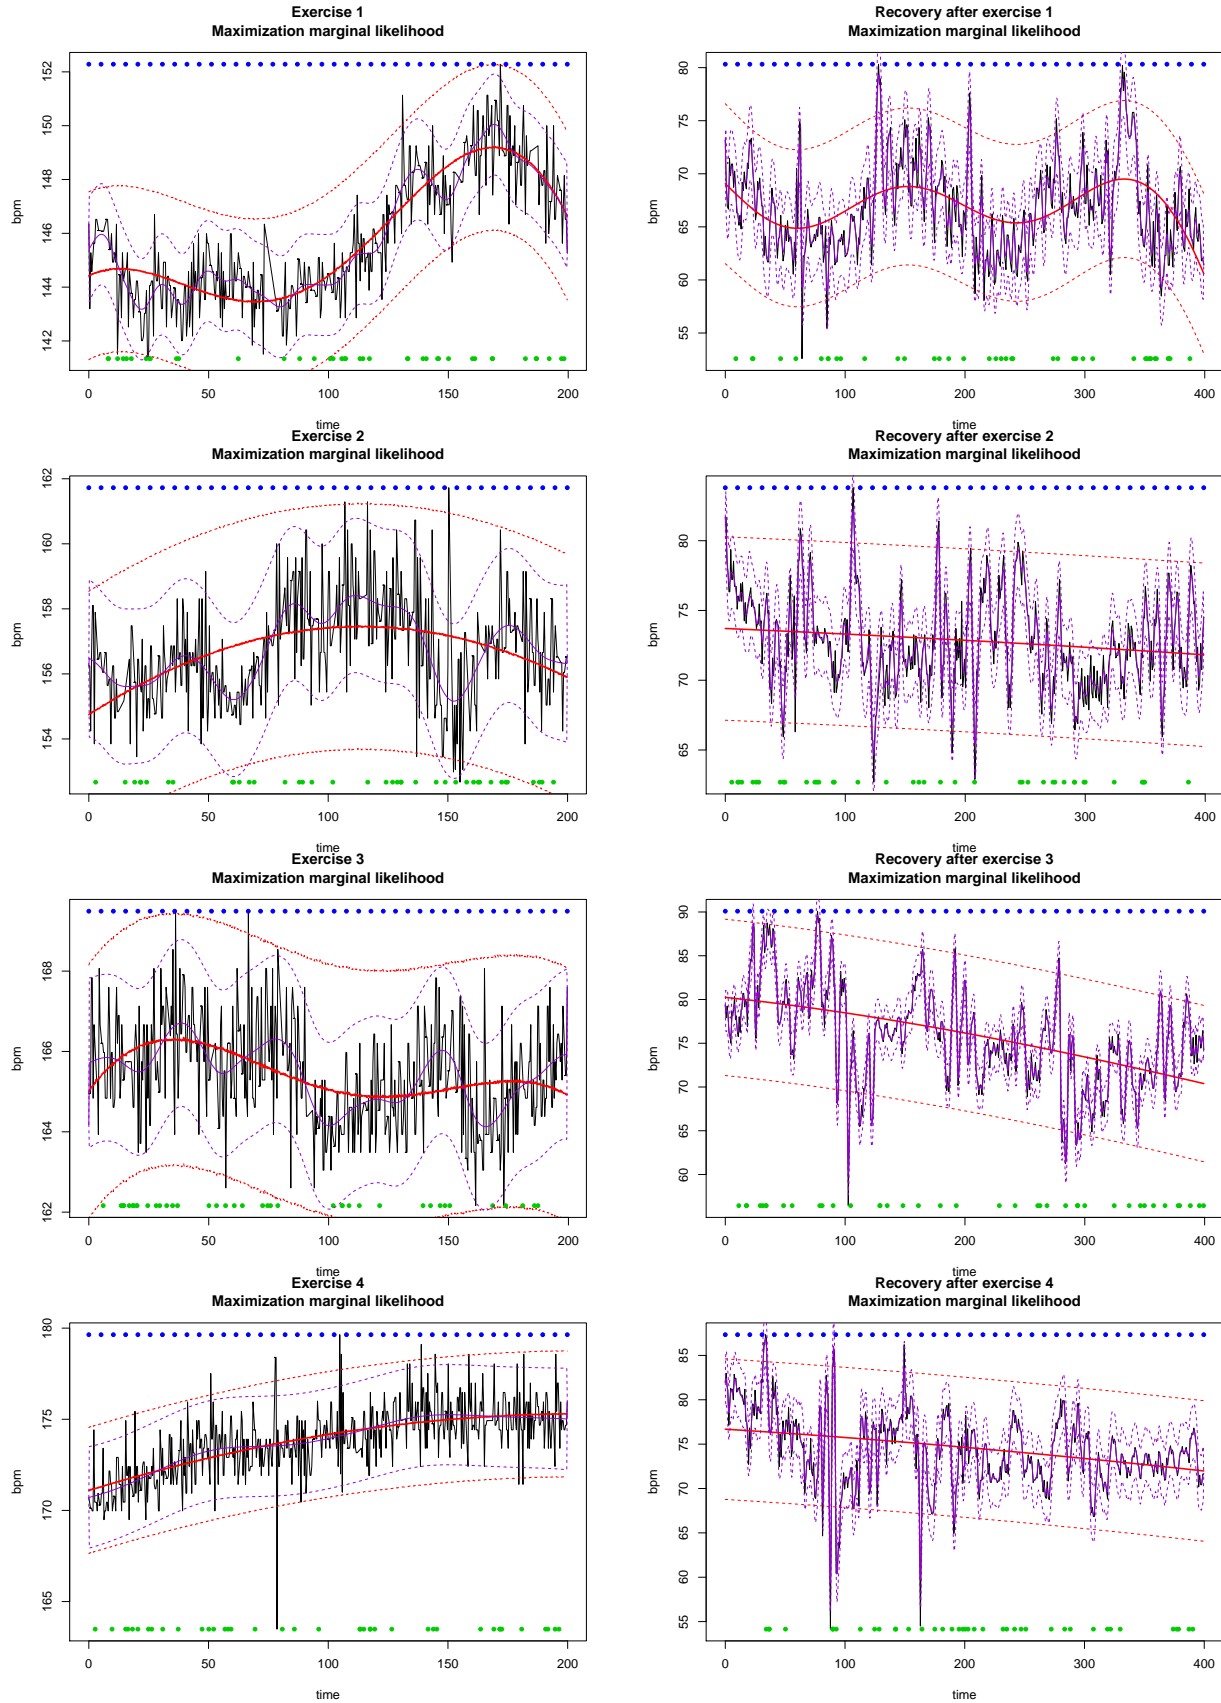 Exercise 1
Maximization marginal likelihood
bpm
142 144 146 148 150 152
0 50 100 150 200
time
Recovery after exercise 1
Maximization marginal likelihood
bpm
55 60 65 70 75 80
0 100 200 300 400
time
Exercise 2
Maximization marginal likelihood
bpm
154 156 158 160 162
0 50 100 150 200
time
Recovery after exercise 2
Maximization marginal likelihood
bpm
65 70 75 80
0 100 200 300 400
time
Exercise 3
Maximization marginal likelihood
bpm
162 164 166 168
0 50 100 150 200
time
Recovery after exercise 3
Maximization marginal likelihood
bpm
60 65 70 75 80 85 90
0 100 200 300 400
time
Exercise 4
Maximization marginal likelihood
bpm
165 170 175 180
0 50 100 150 200
time
Recovery after exercise 4
Maximization marginal likelihood
bpm
55 60 65 70 75 80 85
0 100 200 300 400
time